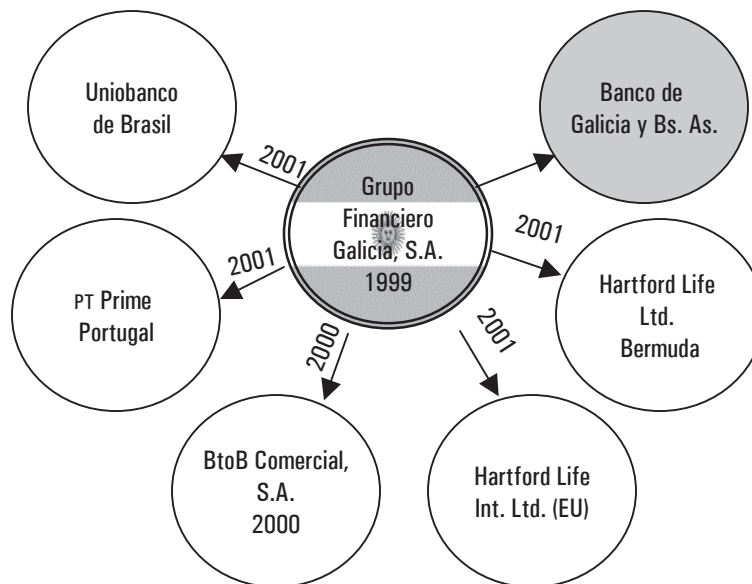 Uniobanco
de Brasil
Banco de
Galicia y Bs. As.
2001
Grupo
Financiero
Galicia, S.A.
1999
2001
2001
PT Prime
Portugal
Hartford Life
Ltd.
Bermuda
2000
2001
BtoB Comercial,
S.A.
2000
Hartford Life
Int. Ltd. (EU)